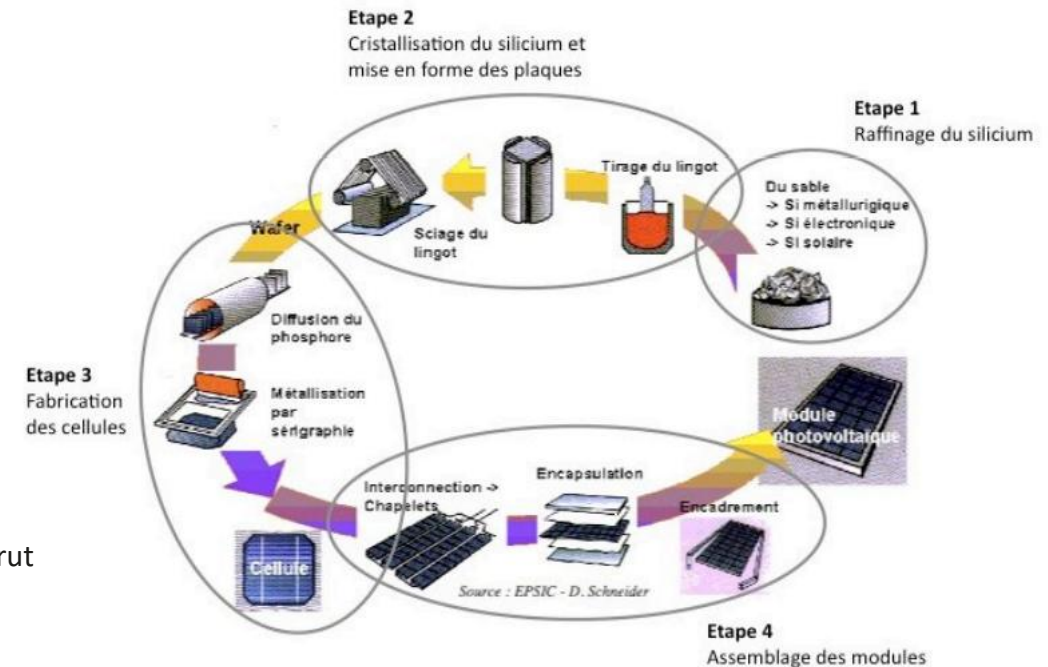 Etape 2
Cristallisation du silicium et
mise en forme des plaques
Etape 1
Raffinage du silicium
Du sable
-> Si métallurigique
-> Si électronique
-> Si solaire
Tirage du lingot
Sciage du
lingot
Wafer
Diffusion du
phosphore
Etape 3
Fabrication
des cellules
Métallisation
par
sérigraphie
Cellule
rut
Interconnection ->
Chapelets
Encapsulation
Encadrement
Module
photovoltaïque
Source : EPSIC - D. Schneider
Etape 4
Assemblage des modules